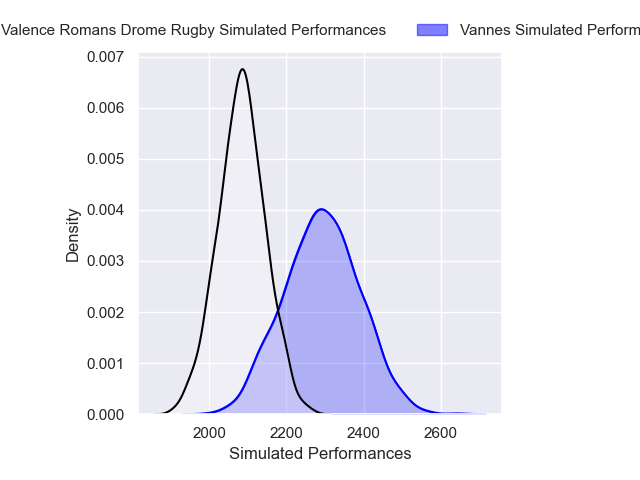 Valence Romans Drome Rugby Simulated Performances
Vannes Simulated Perform
0.007
0.006
0.005
0.004
0.003
0.002
0.001
0.000
Density
2000 2200 2400 2600
Simulated Performances